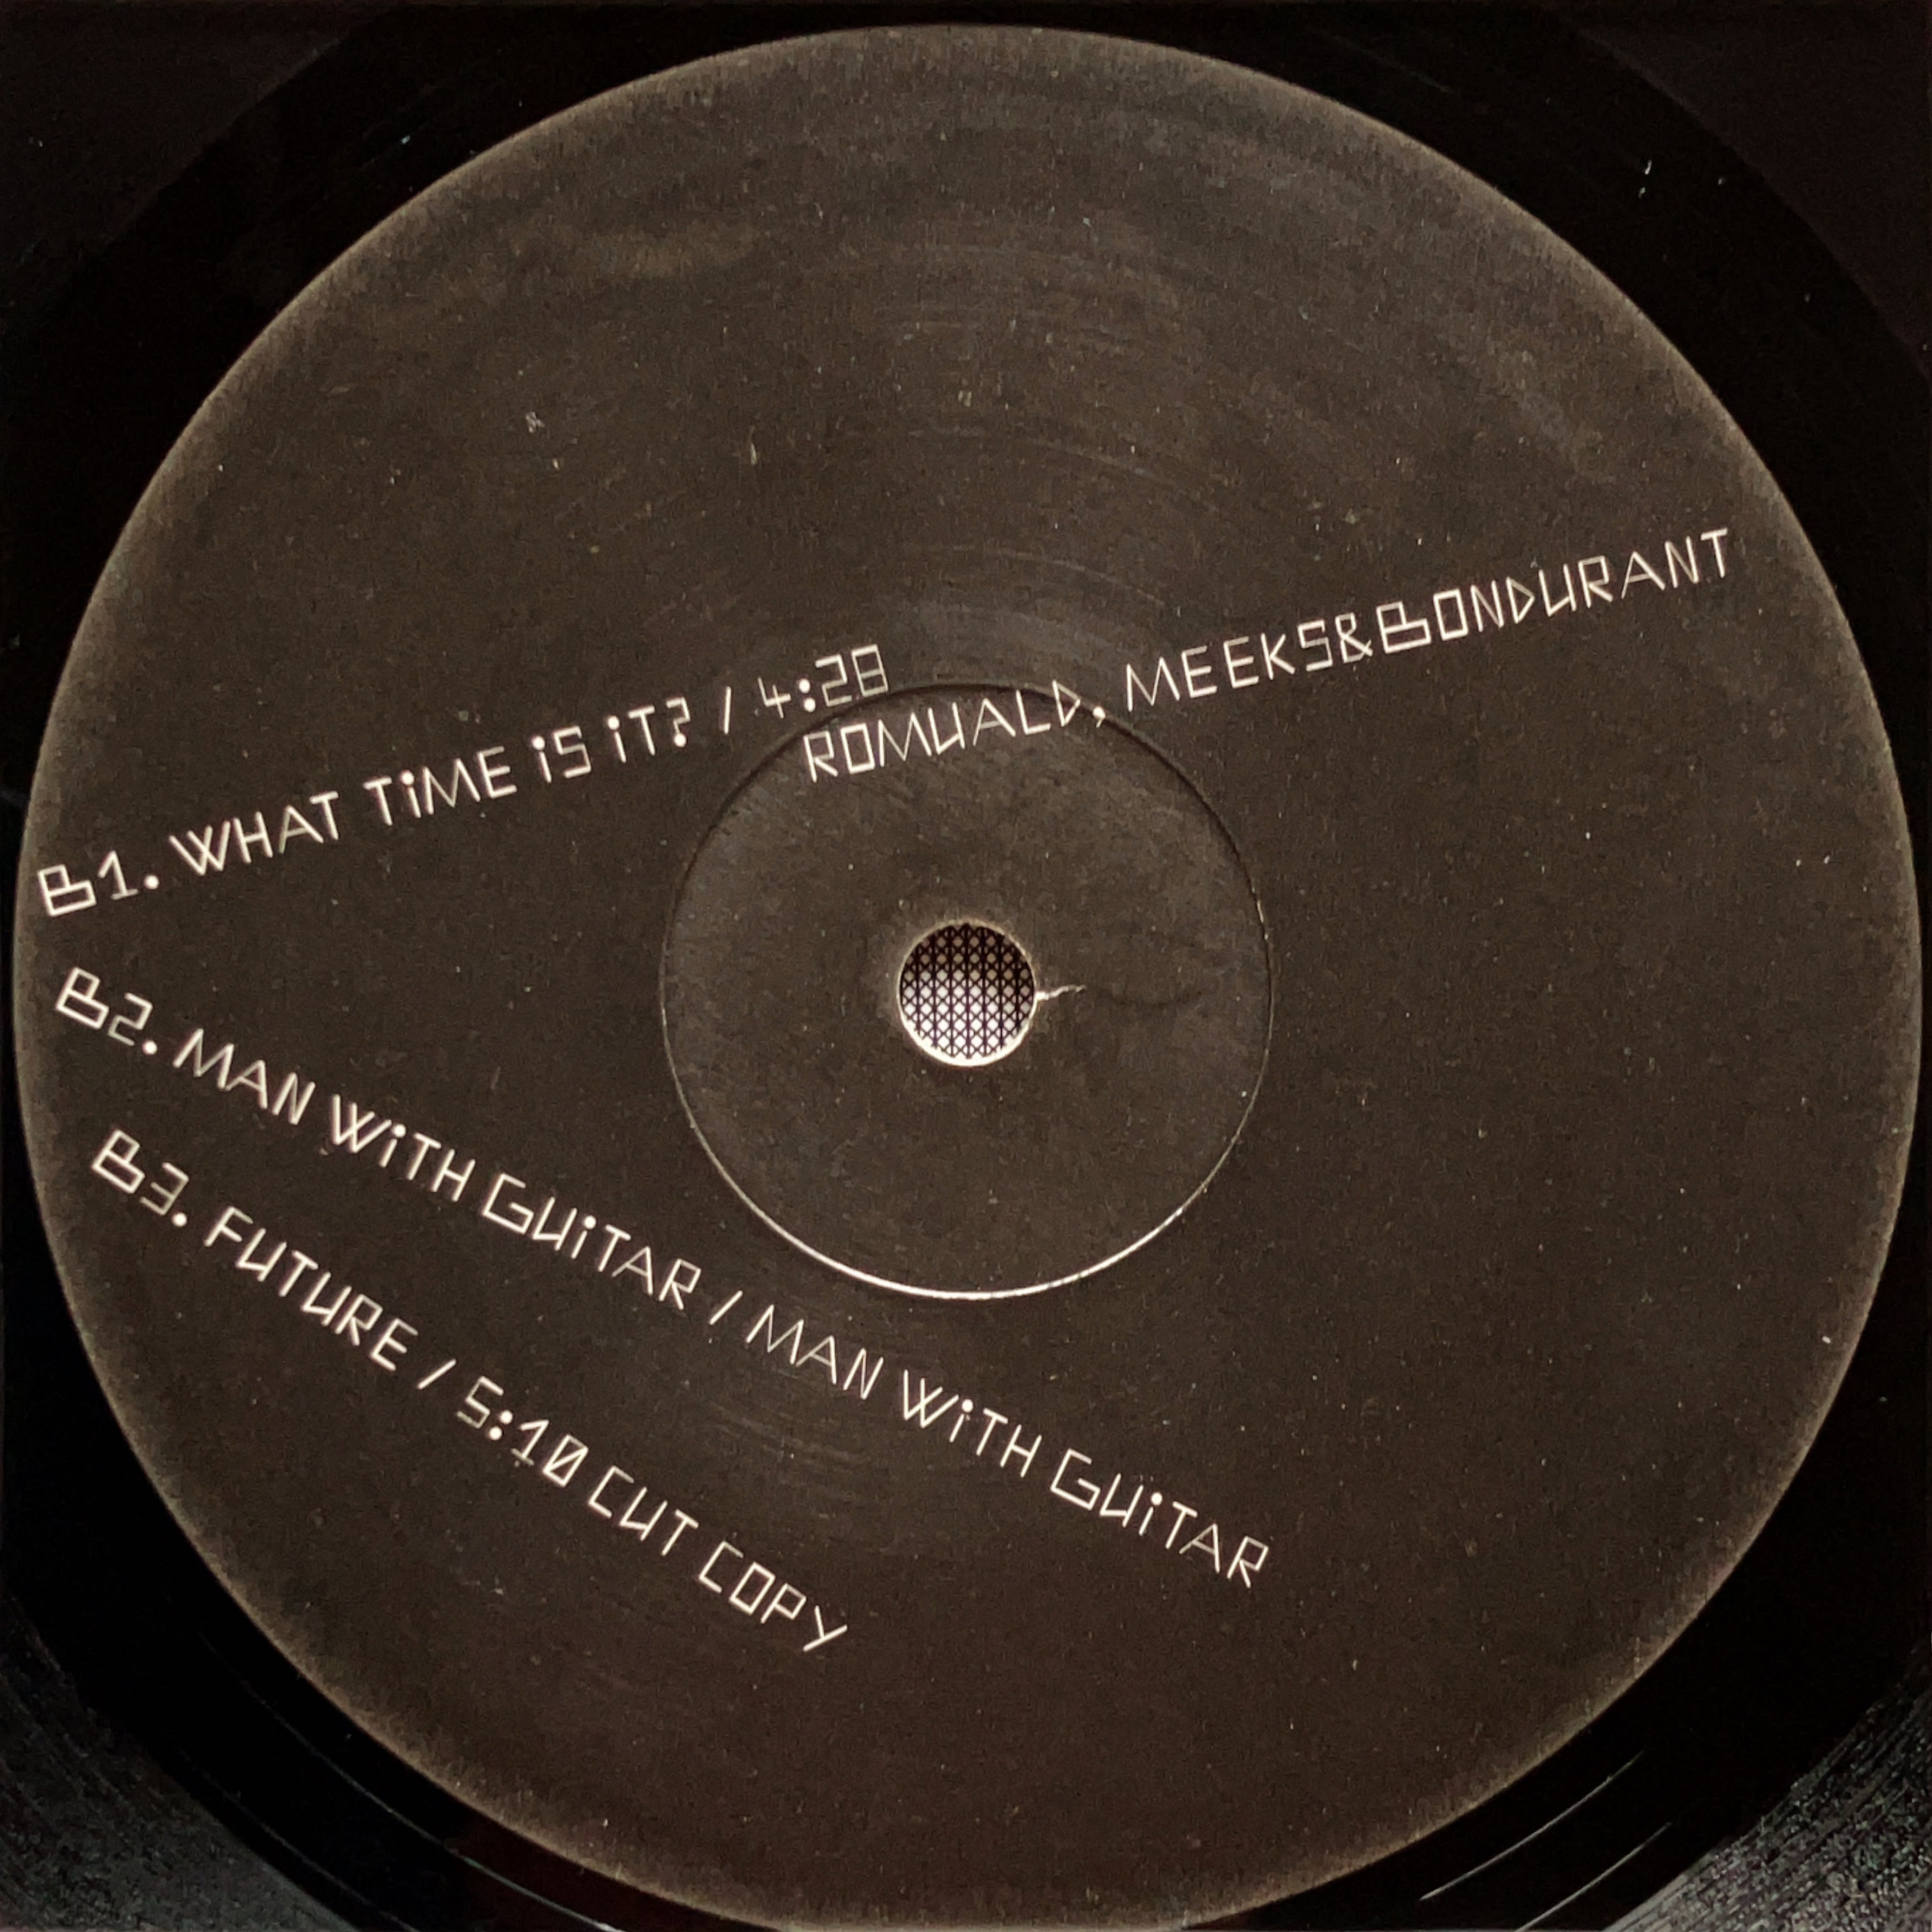 B1. WHAT TiME iS iT? / 4:28
ROMUALD, MEEKS&BONDURANT
B2. MAN WiTH GUiTAR / MAN WiTH GUiTAR
B3. FUTURE / 5:10 CUT COPY